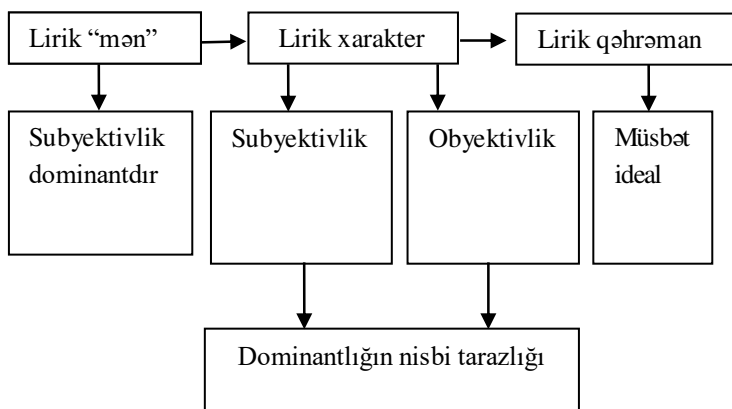 Lirik “mən”
Lirik xarakter
Lirik qəhrəman
Subyektivlik
dominantdır
Subyektivlik
Obyektivlik
Müsbət
ideal
Dominantlığın nisbi tarazlığı